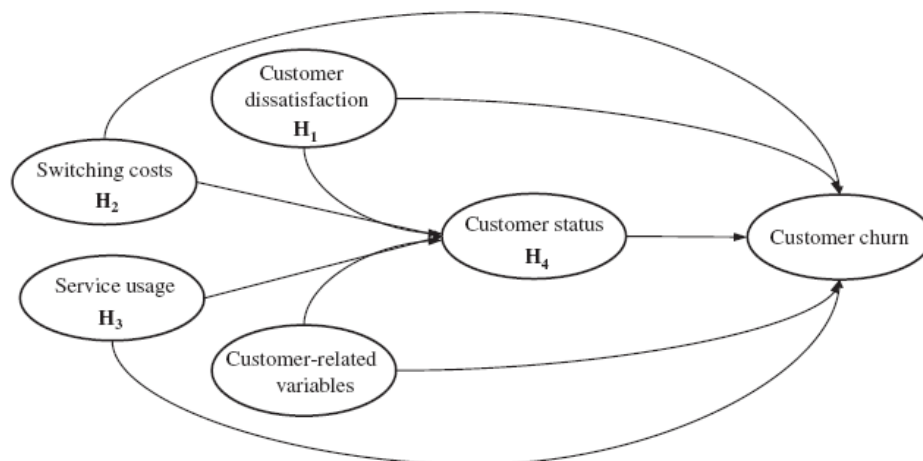 Customer
dissatisfaction
H1
Switching costs
H2
Customer status
H4
Customer churn
Service usage
H3
Customer-related
variables